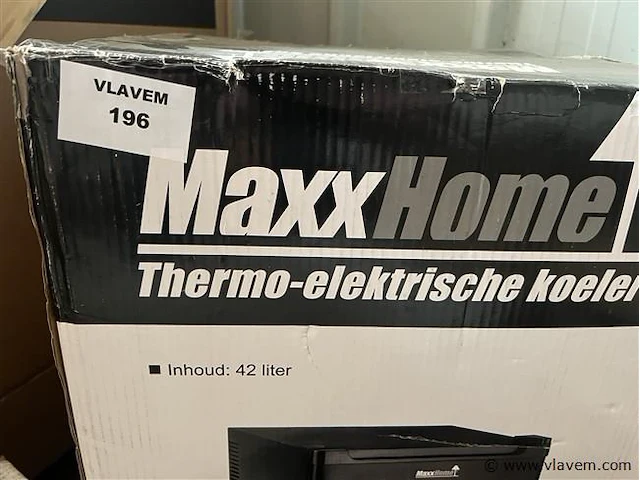 VLAVEM
196
MaxxHome
Thermo-elektrische koeler
■ Inhoud: 42 liter
MaxxHome
© www.vlavem.com